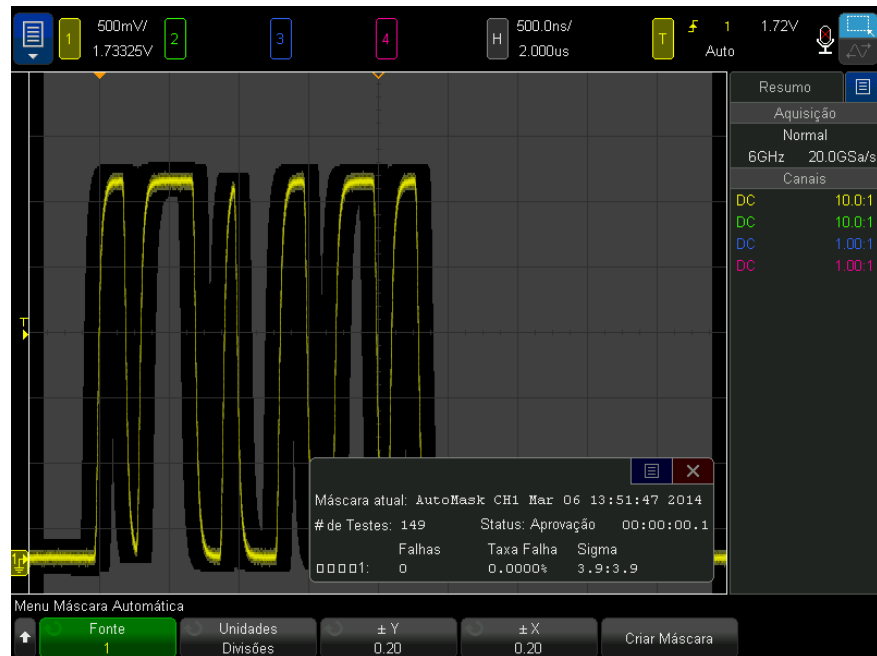 1 500mV/ 2 3 4 H 500.0ns/ T 1 1.72V
1.73325V 2.000us Auto
Resumo
Aquisição
Normal
6GHz 20.0GSa/s
Canais
DC 10.0:1
DC 10.0:1
DC 1.00:1
DC 1.00:1
T
1
Máscara atual: AutoMask CH1 Mar 06 13:51:47 2014
# de Testes: 149 Status: Aprovação 00:00:00.1
Falhas Taxa Falha Sigma
1: 0 0.0000% 3.9:3.9
Menu Máscara Automática
Fonte Unidades ± Y ± X Criar Máscara
1 Divisões 0.20 0.20